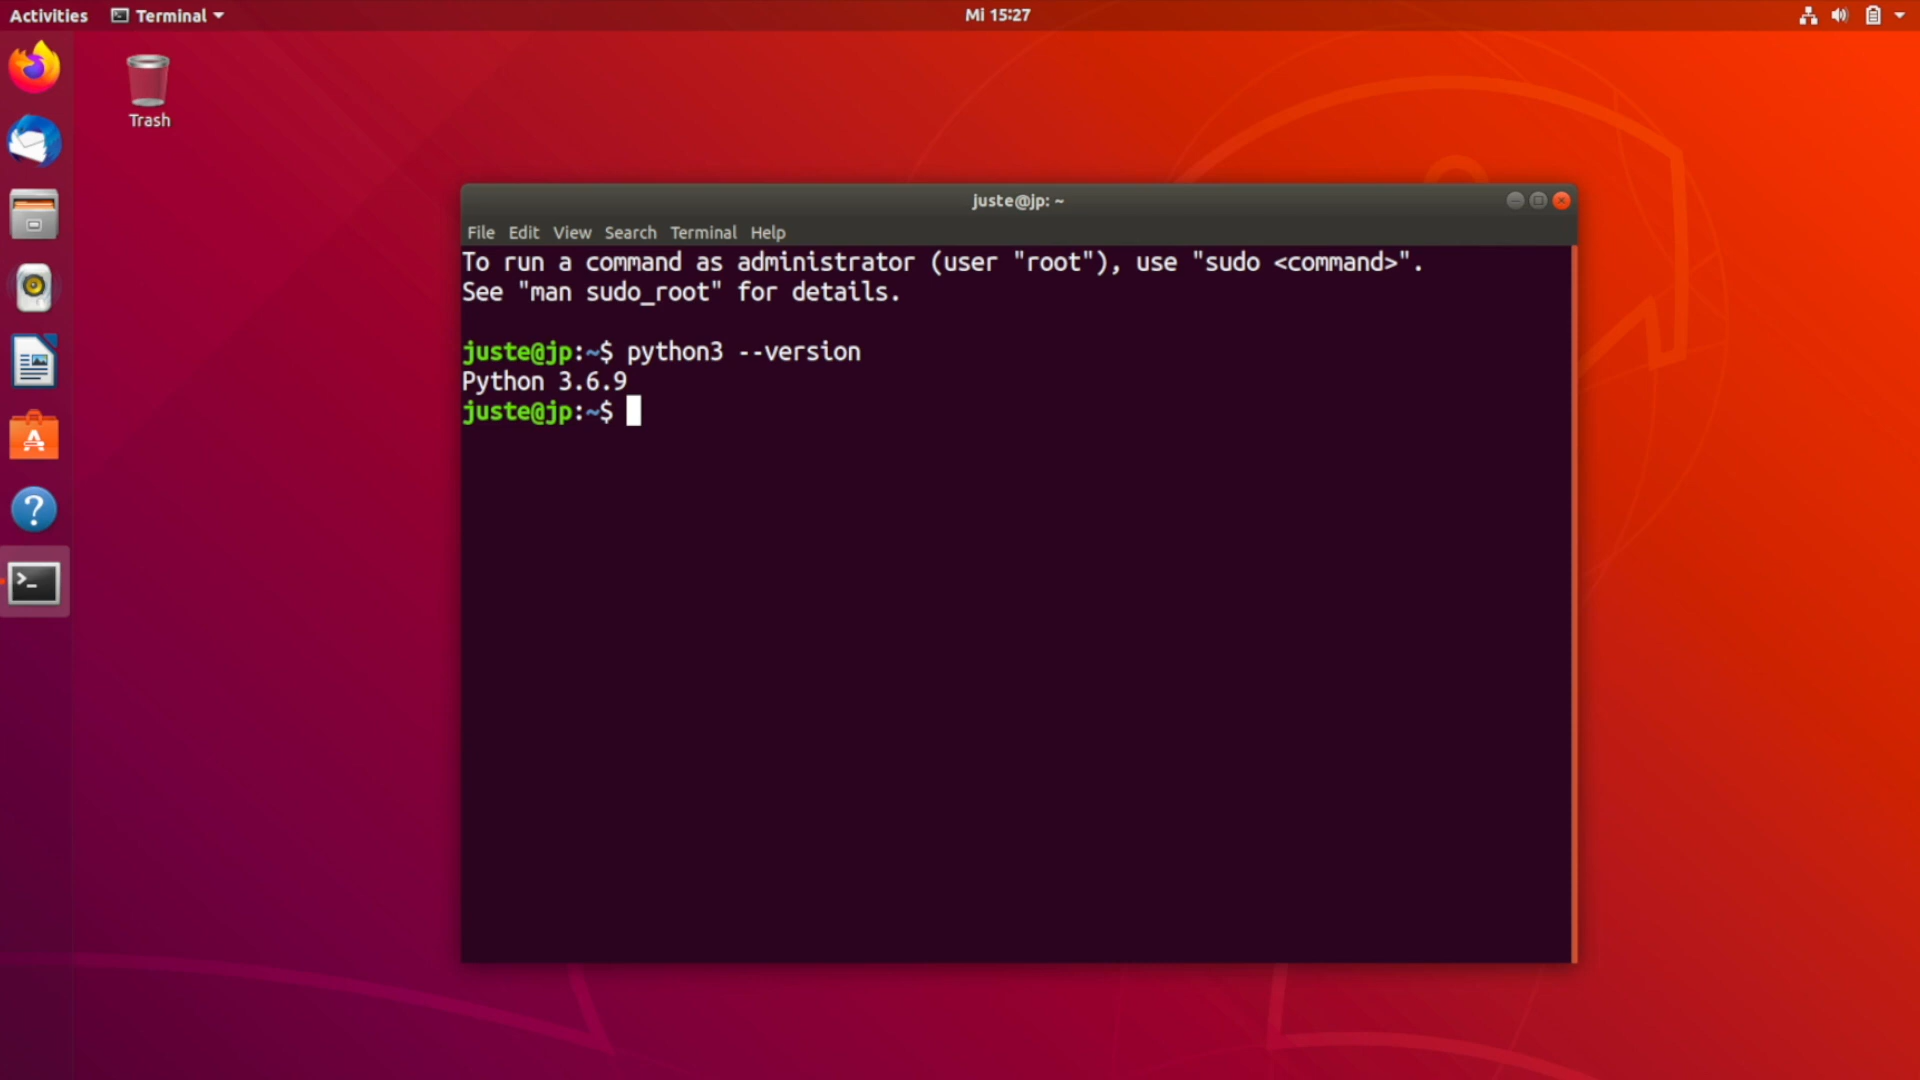 Activities Terminal Mi 15:27
Trash
juste@jp: ~
File Edit View Search Terminal Help
To run a command as administrator (user "root"), use "sudo <command>".
See "man sudo_root" for details.
juste@jp:~$ python3 --version
Python 3.6.9
juste@jp:~$